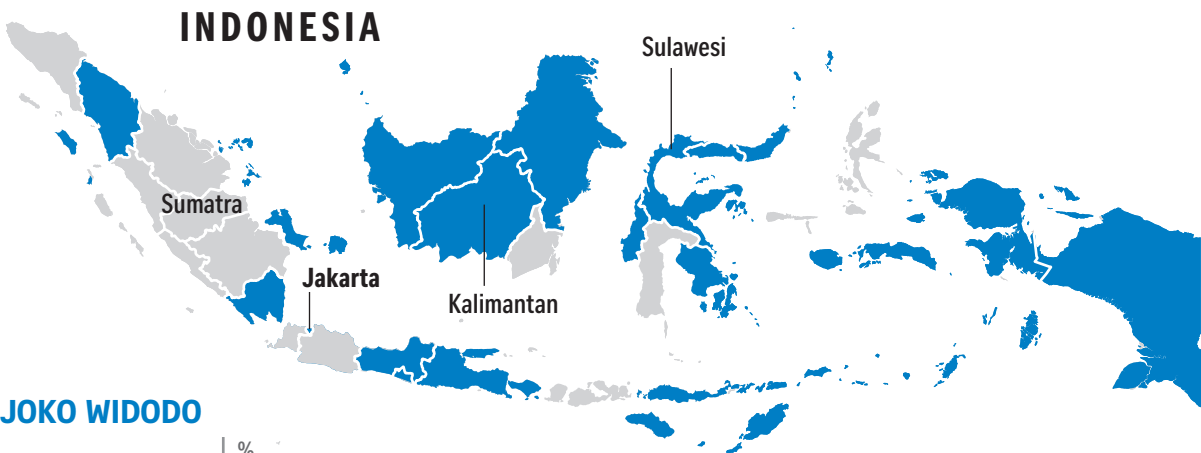 INDONESIA
Sulawesi
Sumatra
Jakarta
Kalimantan
JOKO WIDODO
%